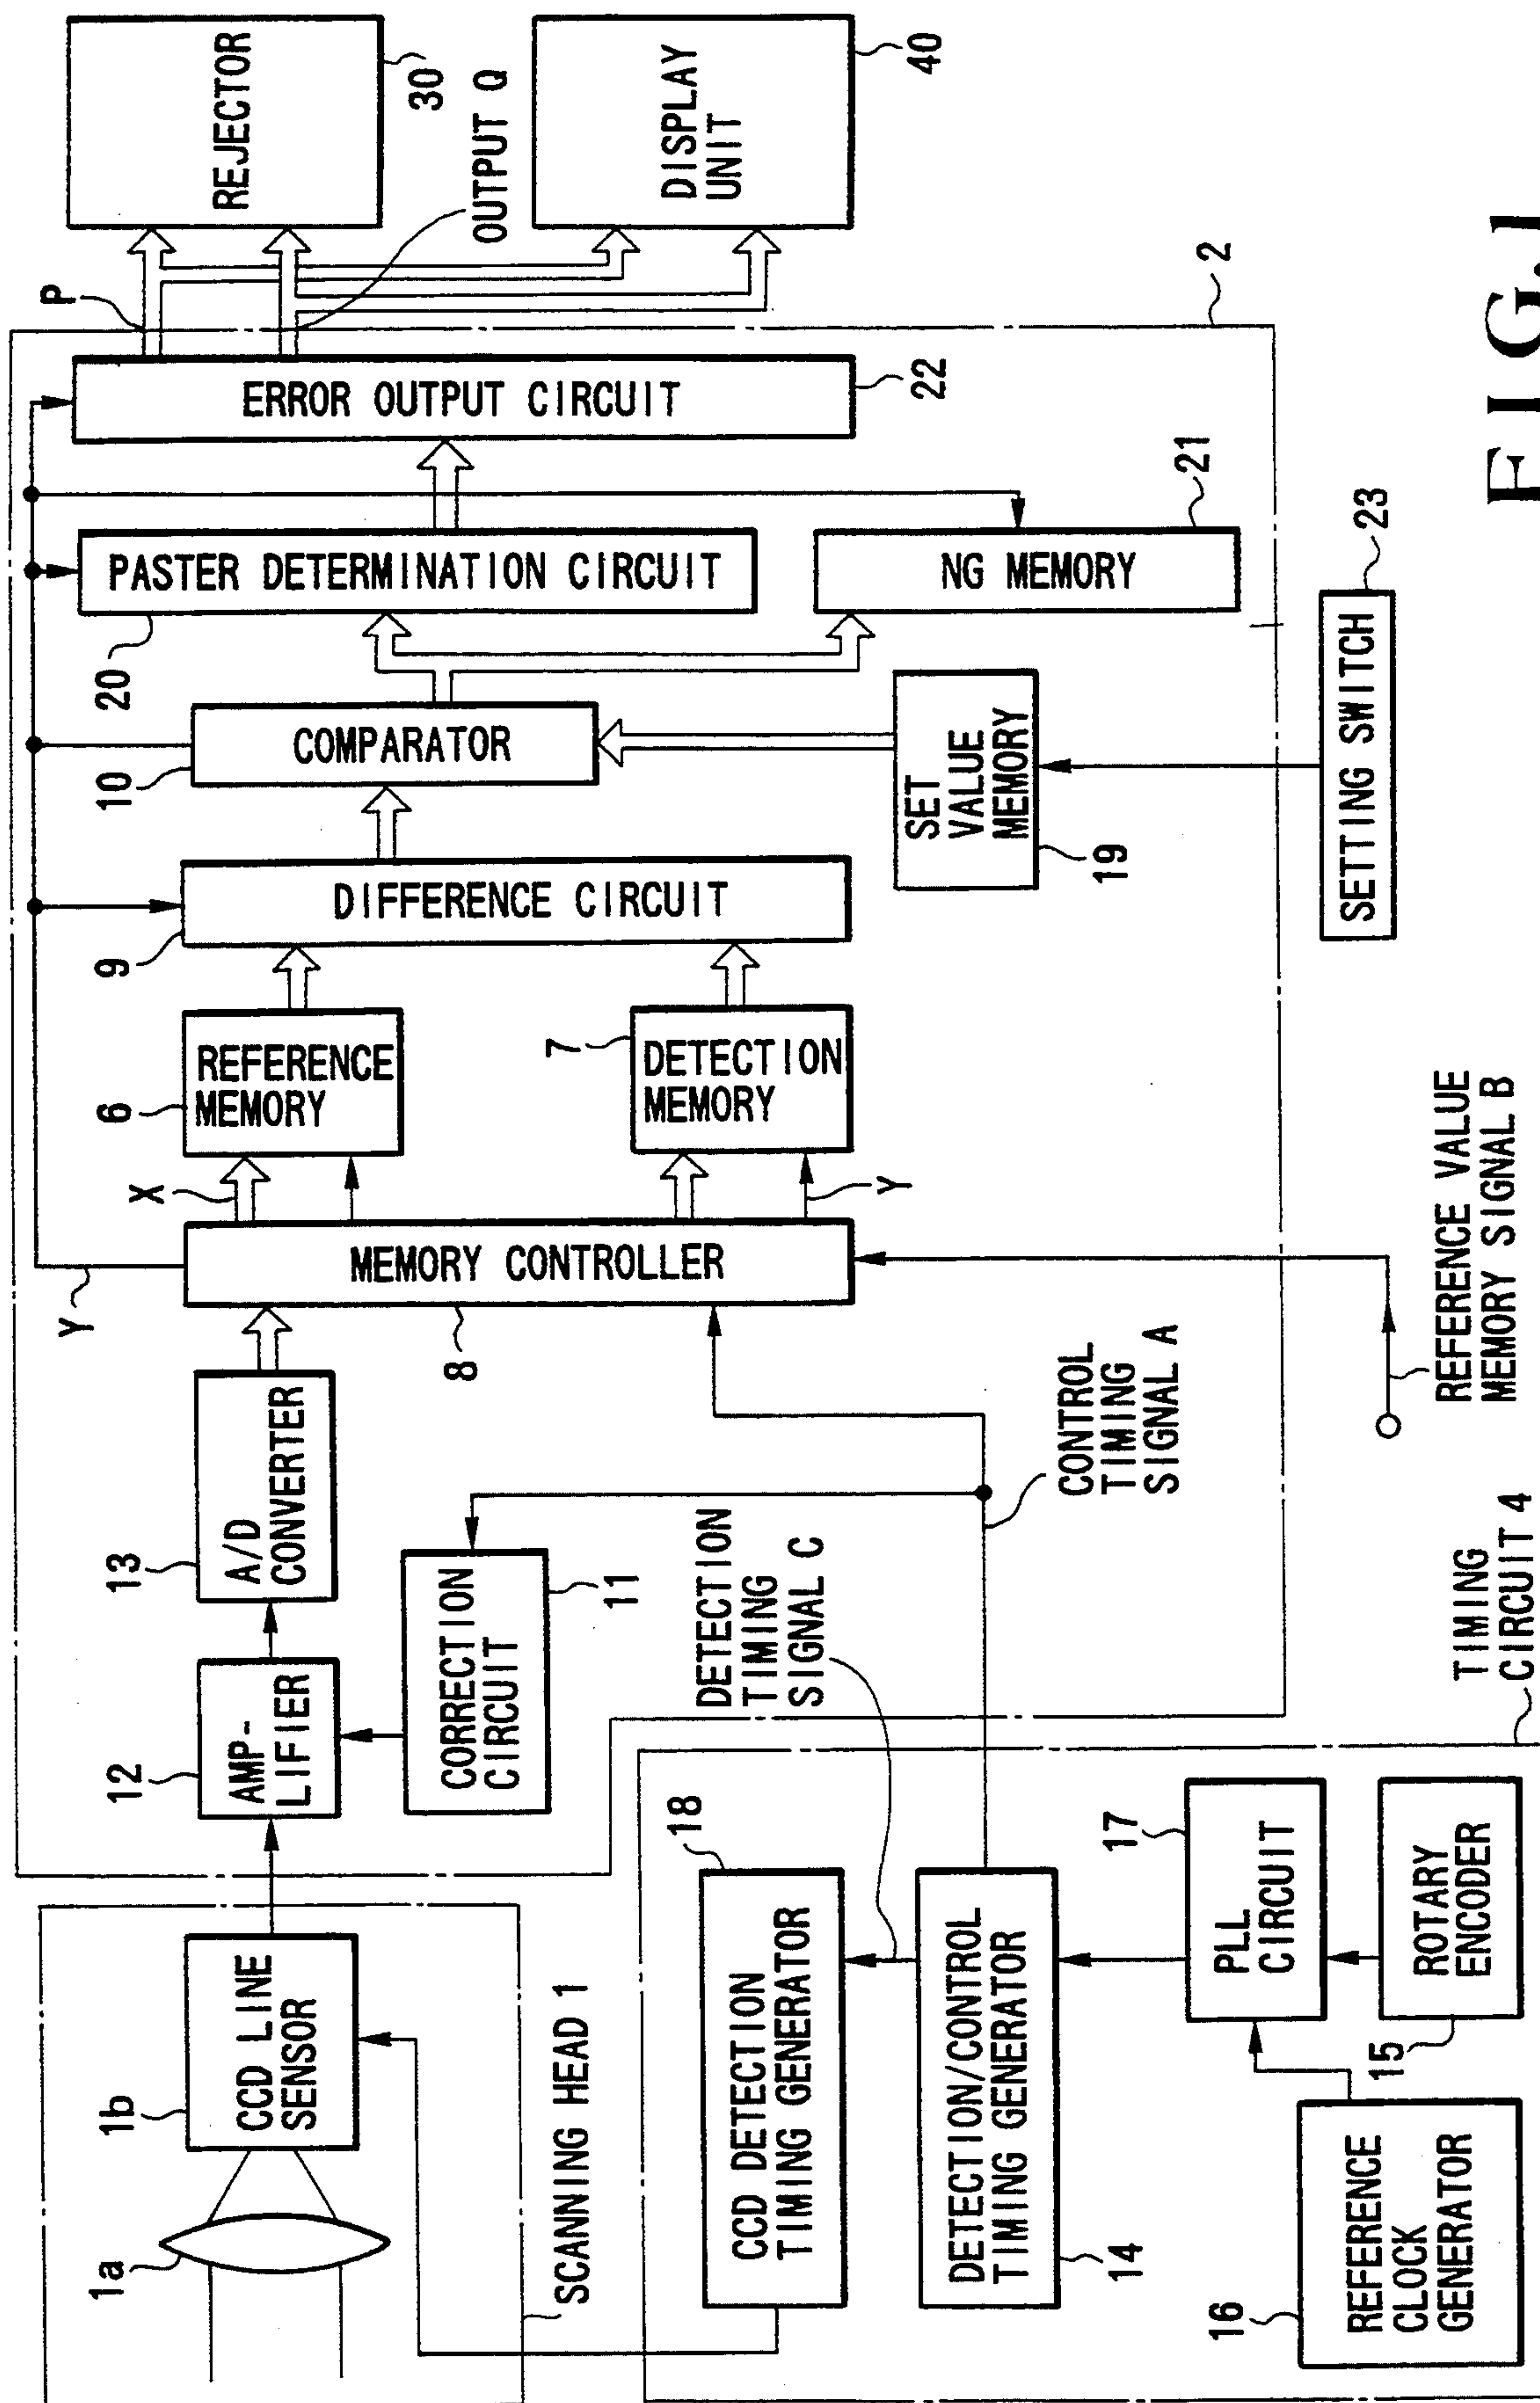 SCANNING HEAD 1
1a
1b
CCD LINE
SENSOR
12
AMP-
LIFIER
13
A/D
CONVERTER
CORRECTION
CIRCUIT
11
8
MEMORY CONTROLLER
Y
X
Y
6
REFERENCE
MEMORY
7
DETECTION
MEMORY
9
DIFFERENCE CIRCUIT
10
COMPARATOR
SET
VALUE
MEMORY
19
20
PASTER DETERMINATION CIRCUIT
NG MEMORY
21
ERROR OUTPUT CIRCUIT
22
P
OUTPUT Q
REJECTOR
30
DISPLAY
UNIT
40
2
SETTING SWITCH
23
DETECTION
TIMING
SIGNAL C
CONTROL
TIMING
SIGNAL A
REFERENCE VALUE
MEMORY SIGNAL B
18
CCD DETECTION
TIMING GENERATOR
DETECTION/CONTROL
TIMING GENERATOR
14
17
PLL
CIRCUIT
ROTARY
ENCODER
15
16
REFERENCE
CLOCK
GENERATOR
TIMING
CIRCUIT 4
FIG.1